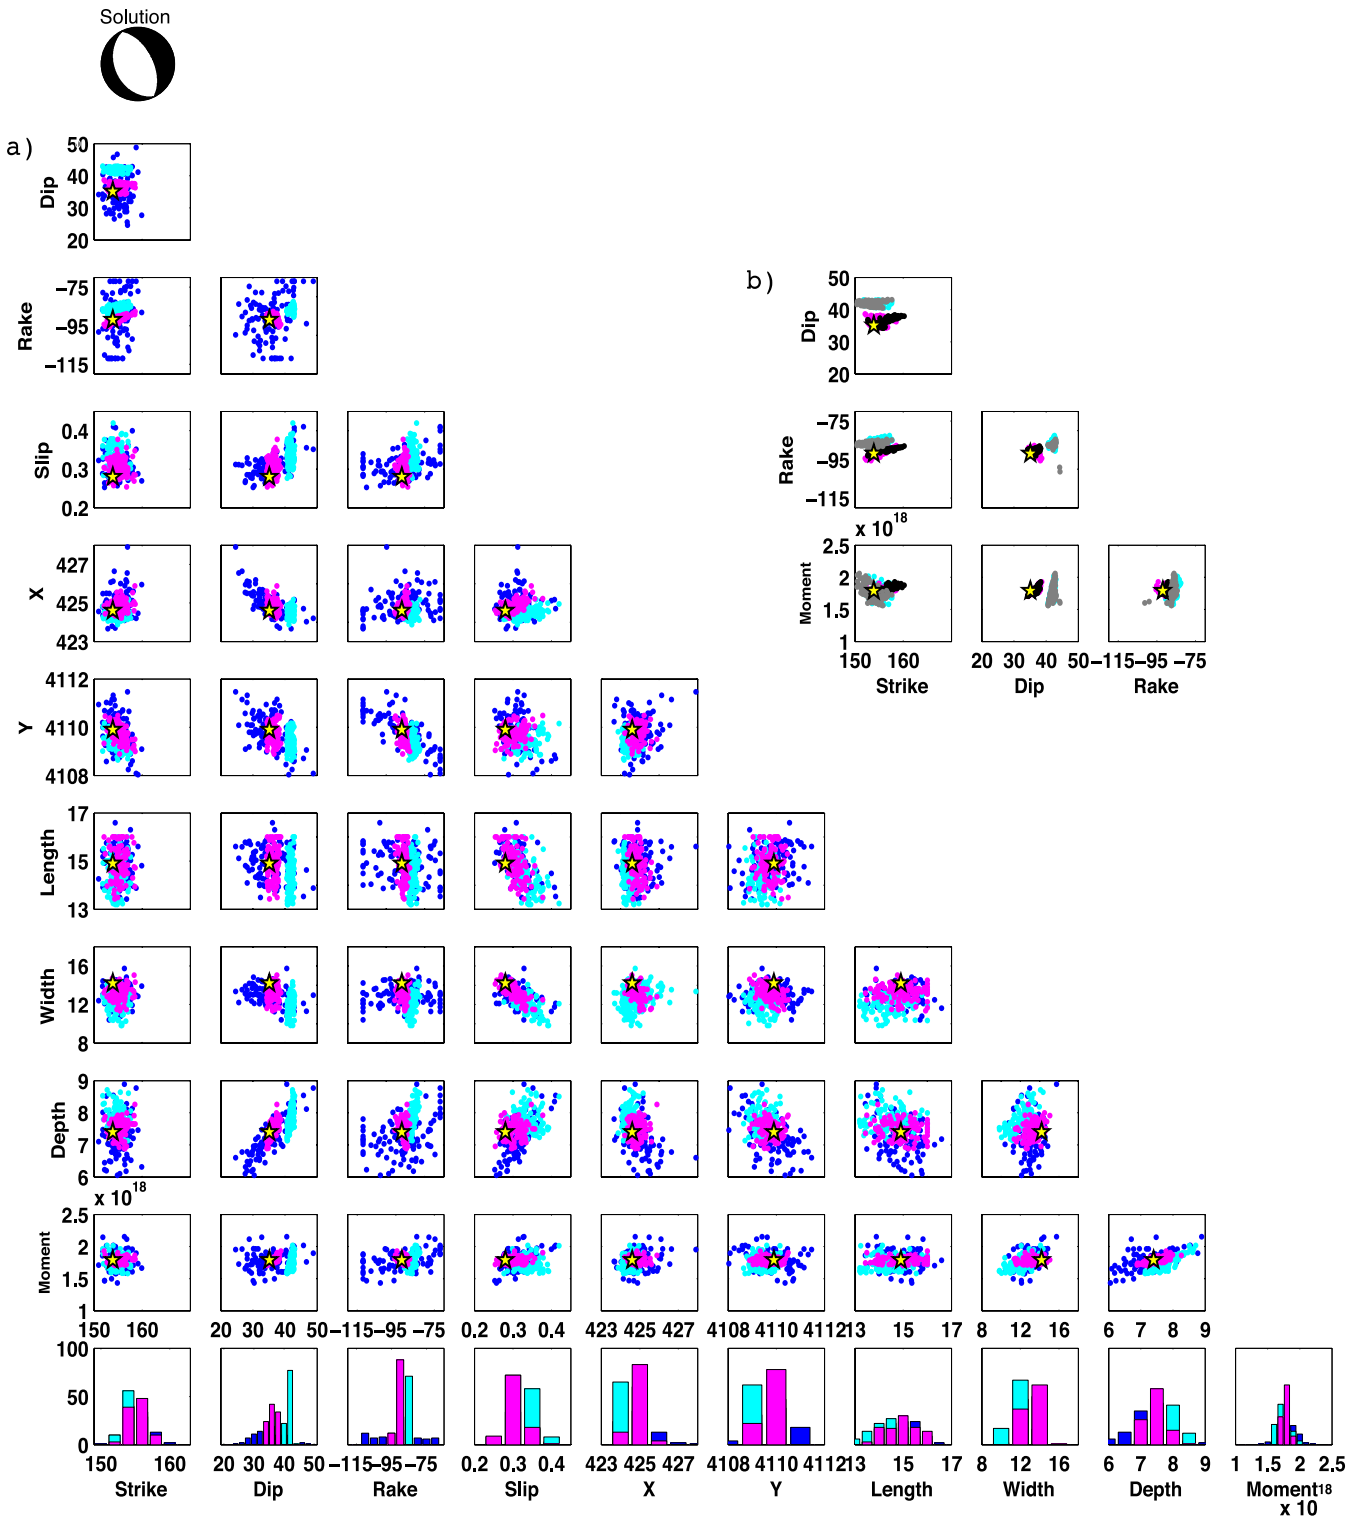 Solution
a)
50
40
30
20
Dip
−75
−95
−115
Rake
b)
50
40
30
20
Dip
0.4
0.3
0.2
Slip
−75
−95
−115
Rake
x 10^18
427
425
423
X
2.5
2
1.5
1
Moment
150 160
20 30 40 50
−115 −95 −75
Strike Dip Rake
4112
4110
4108
Y
17
15
13
Length
16
12
8
Width
9
8
7
6
Depth
x 10^18
2.5
2
1.5
1
Moment
150 160 20 30 40 50 −115 −95 −75 0.2 0.3 0.4 423 425 427 4108 4110 4112 13 15 17 8 12 16 6 7 8 9
100
50
0
150 160 20 30 40 50 −115 −95 −75 0.2 0.3 0.4 423 425 427 4108 4110 4112 13 15 17 8 12 16 6 7 8 9 1 1.5 2 2.5
Strike Dip Rake Slip X Y Length Width Depth Moment 18
x 10